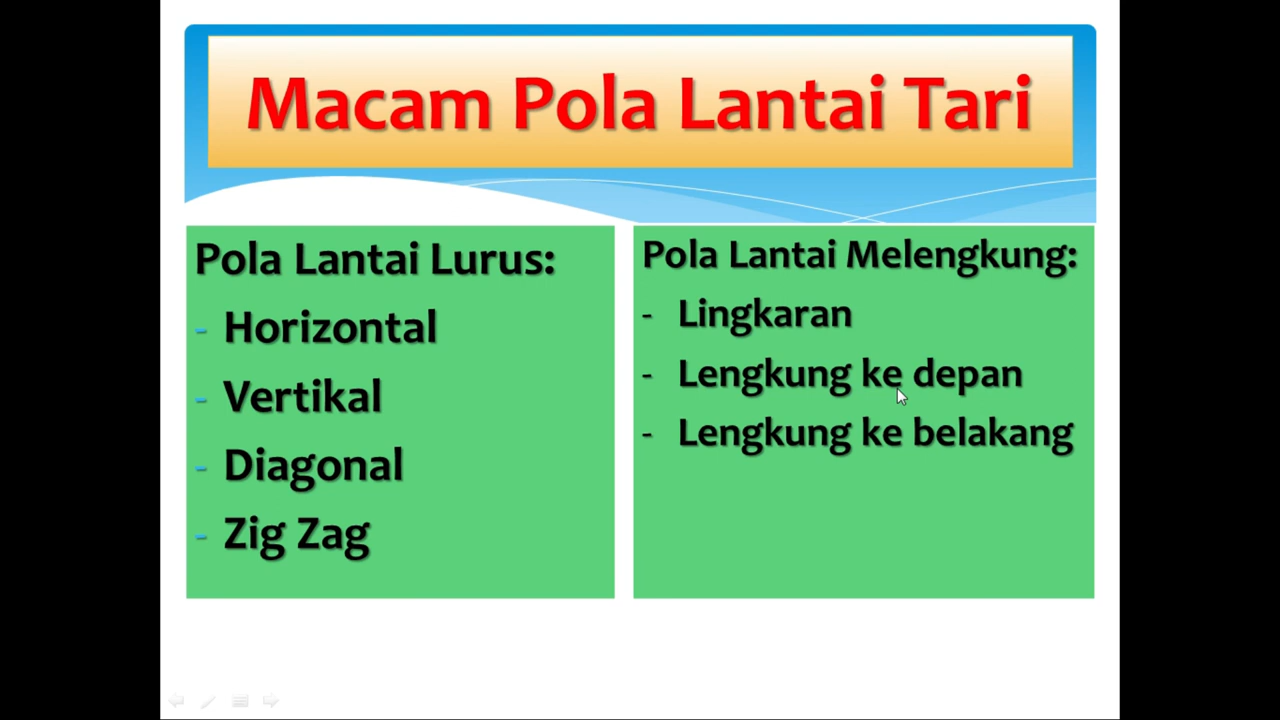 Macam Pola Lantai Tari
Pola Lantai Lurus:
- Horizontal
- Vertikal
- Diagonal
- Zig Zag
Pola Lantai Melengkung:
- Lingkaran
- Lengkung ke depan
- Lengkung ke belakang